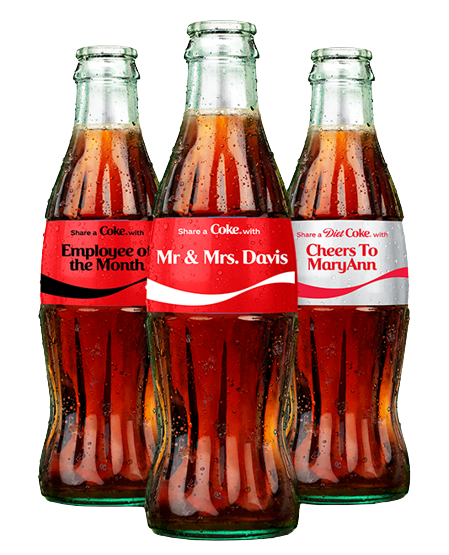 Share a Coke® with
Employee of
the Month
Share a Coke® with
Mr & Mrs. Davis
Share a Diet Coke® with
Cheers To
MaryAnn